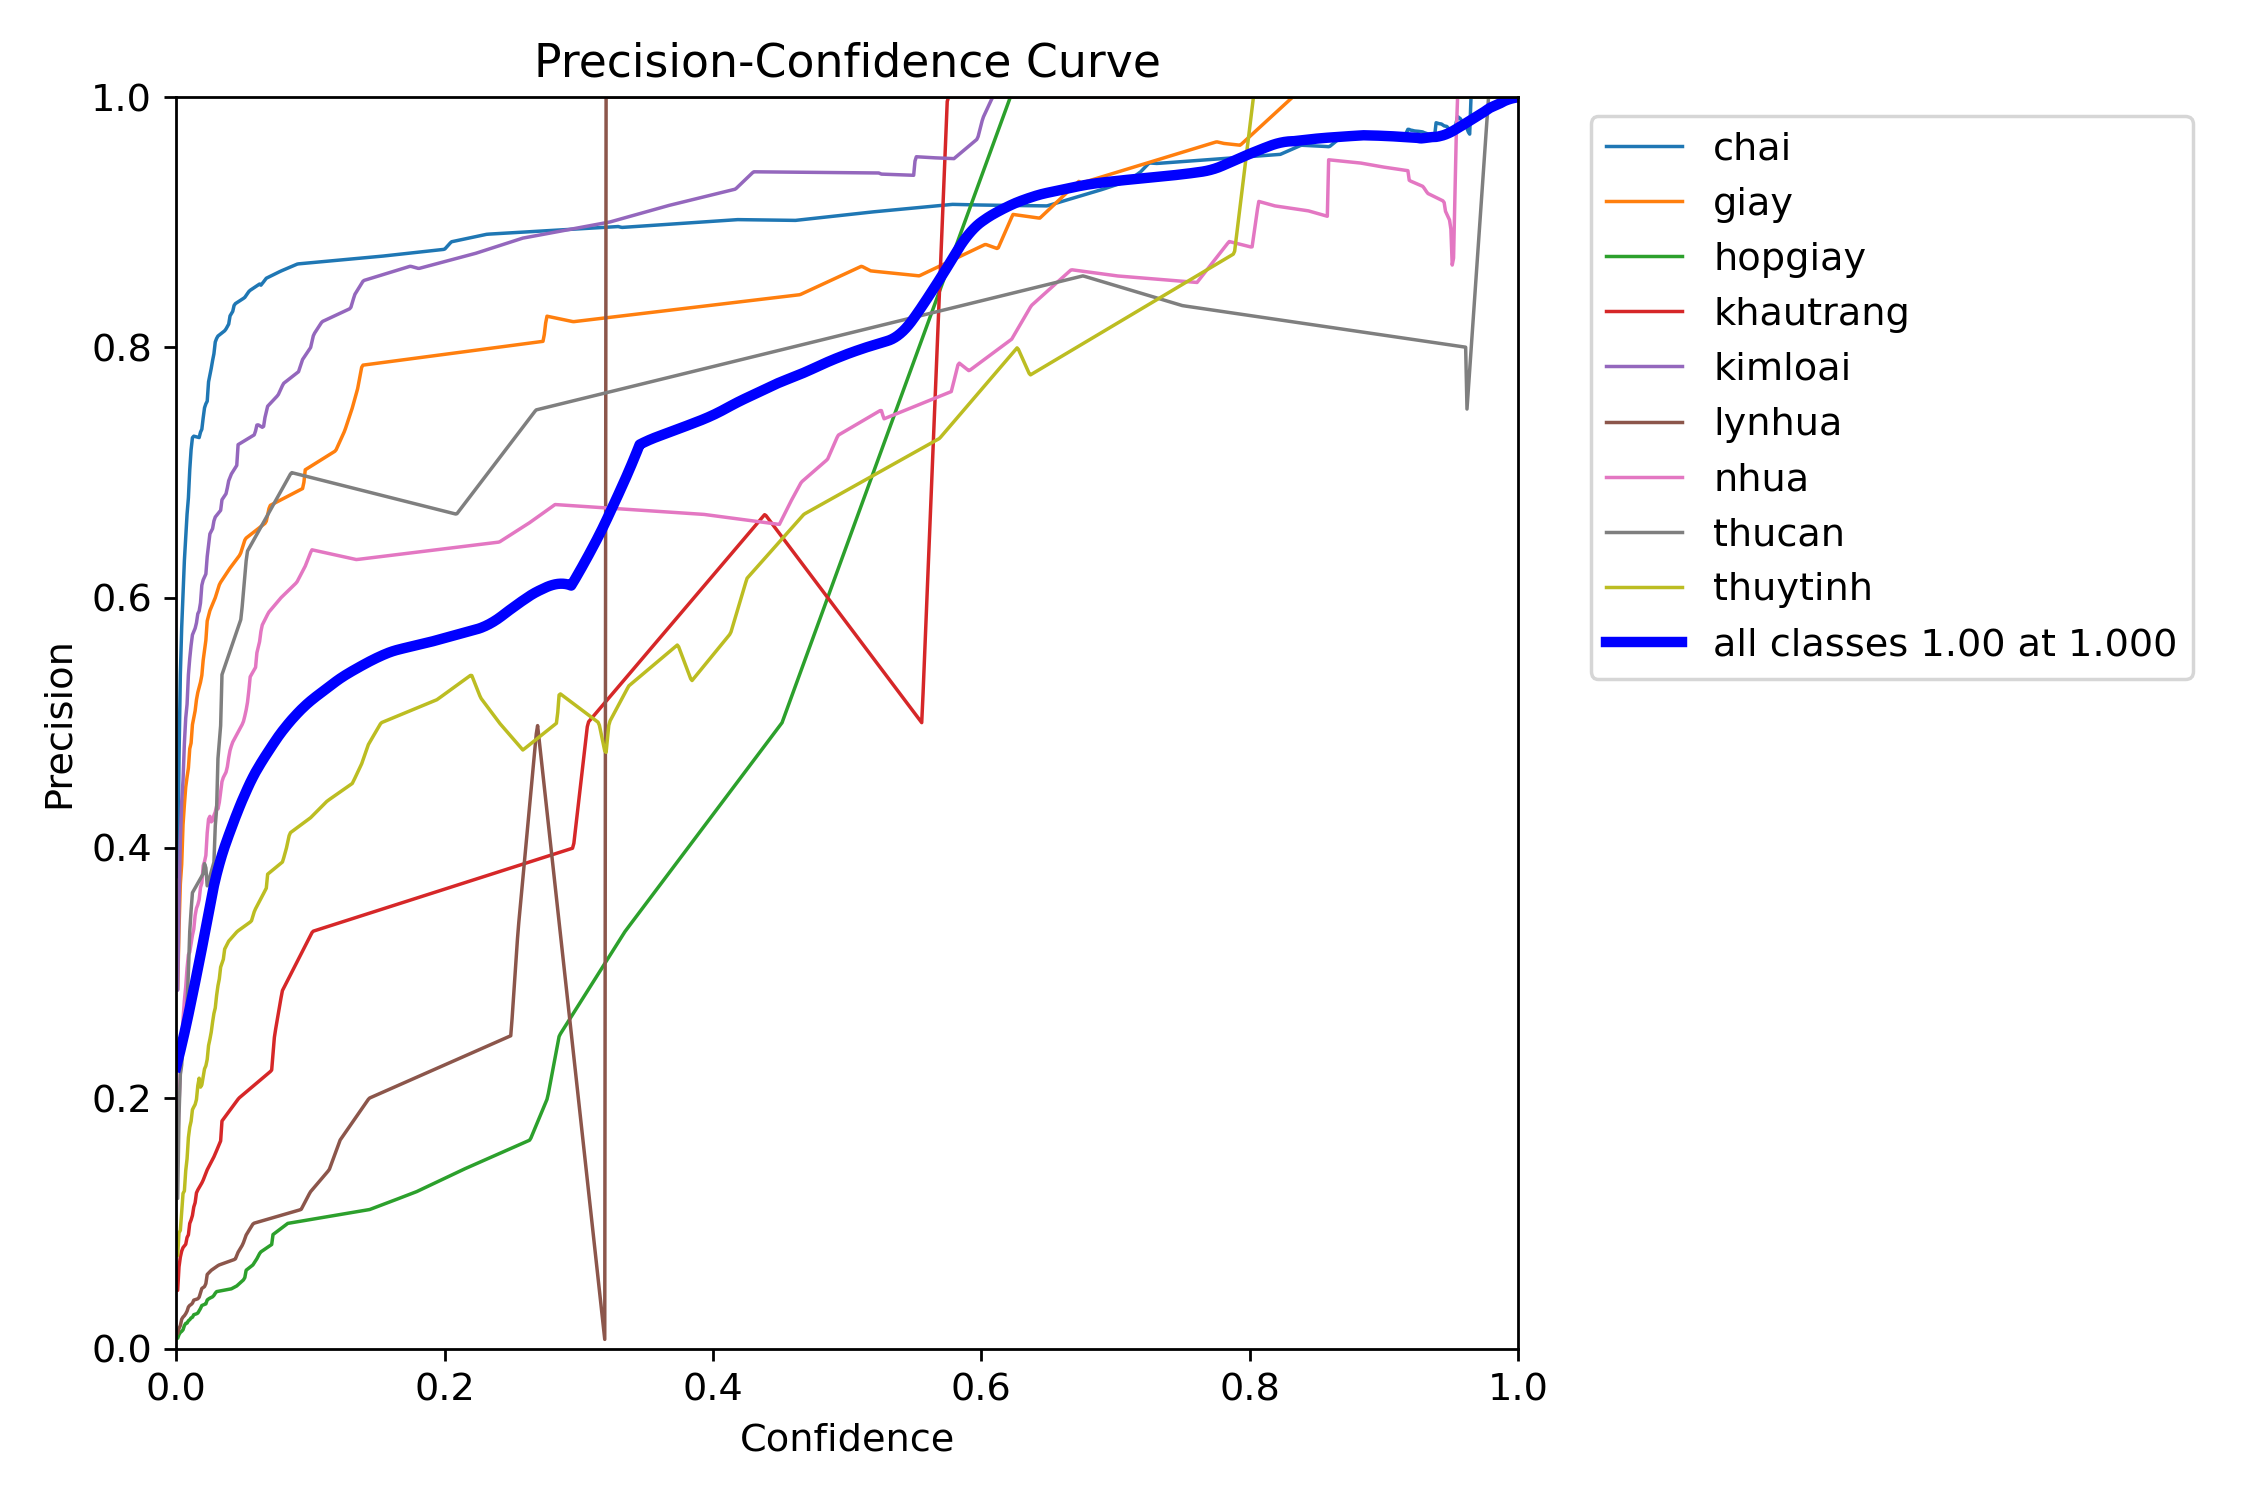 Precision-Confidence Curve
1.0
0.8
0.6
0.4
0.2
0.0
Precision
0.0 0.2 0.4 0.6 0.8 1.0
Confidence
chai
giay
hopgiay
khautrang
kimloai
lynhua
nhua
thucan
thuytinh
all classes 1.00 at 1.000